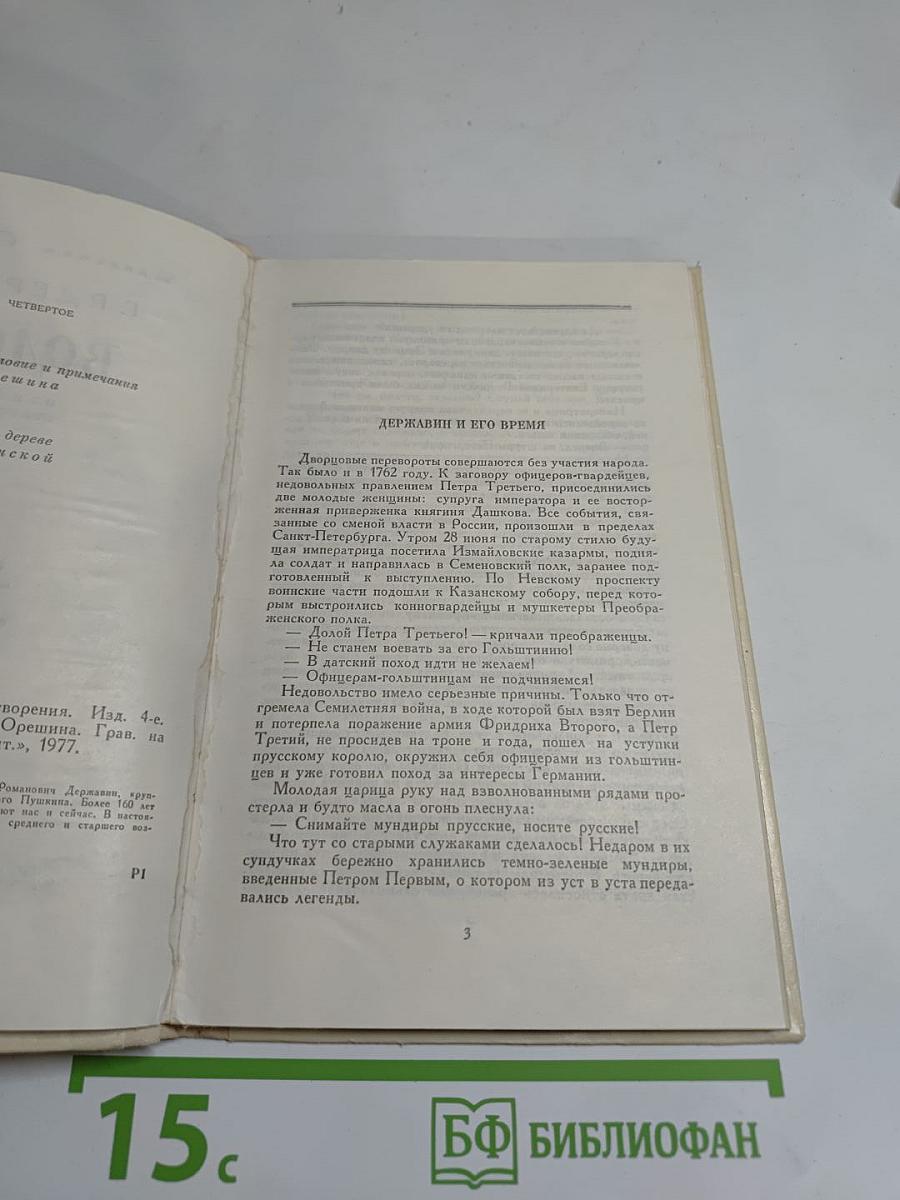 ЧЕТВЕРТОЕ
и примечания
дереве
творения. Изд. 4-е.
Орешина. Грав. на
1977.
Романович Державин, круп-
Пушкина. Более 160 лет
нас и сейчас. В настоя-
среднего и старшего воз-
Р1
ДЕРЖАВИН И ЕГО ВРЕМЯ
Дворцовые перевороты совершаются без участия народа.
Так было и в 1762 году. К заговору офицеров-гвардейцев,
недовольных правлением Петра Третьего, присоединились
две молодые женщины: супруга императора и ее востор-
женная приверженка княгиня Дашкова. Все события, свя-
занные со сменой власти в России, произошли в пределах
Санкт-Петербурга. Утром 28 июня по старому стилю буду-
щая императрица посетила Измайловские казармы, подня-
ла солдат и направилась в Семеновский полк, заранее под-
готовленный к выступлению. По Невскому проспекту
воинские части подошли к Казанскому собору, перед кото-
рым выстроились конногвардейцы и мушкетеры Преобра-
женского полка.
— Долой Петра Третьего! — кричали преображенцы.
— Не станем воевать за его Гольштинию!
— В датский поход идти не желаем!
— Офицерам-гольштинцам не подчиняемся!
Недовольство имело серьезные причины. Только что от-
гремела Семилетняя война, в ходе которой был взят Берлин
и потерпела поражение армия Фридриха Второго, а Петр
Третий, не просидев на троне и года, пошел на уступки
прусскому королю, окружил себя офицерами из гольштин-
цев и уже готовил поход за интересы Германии.
Молодая царица руку над взволнованными рядами про-
стерла и будто масла в огонь плеснула:
— Снимайте мундиры прусские, носите русские!
Что тут со старыми служаками сделалось! Недаром в их
сундучках бережно хранились темно-зеленые мундиры,
введенные Петром Первым, о котором из уст в уста переда-
вались легенды.
3
15 с
БФ БИБЛИОФАН